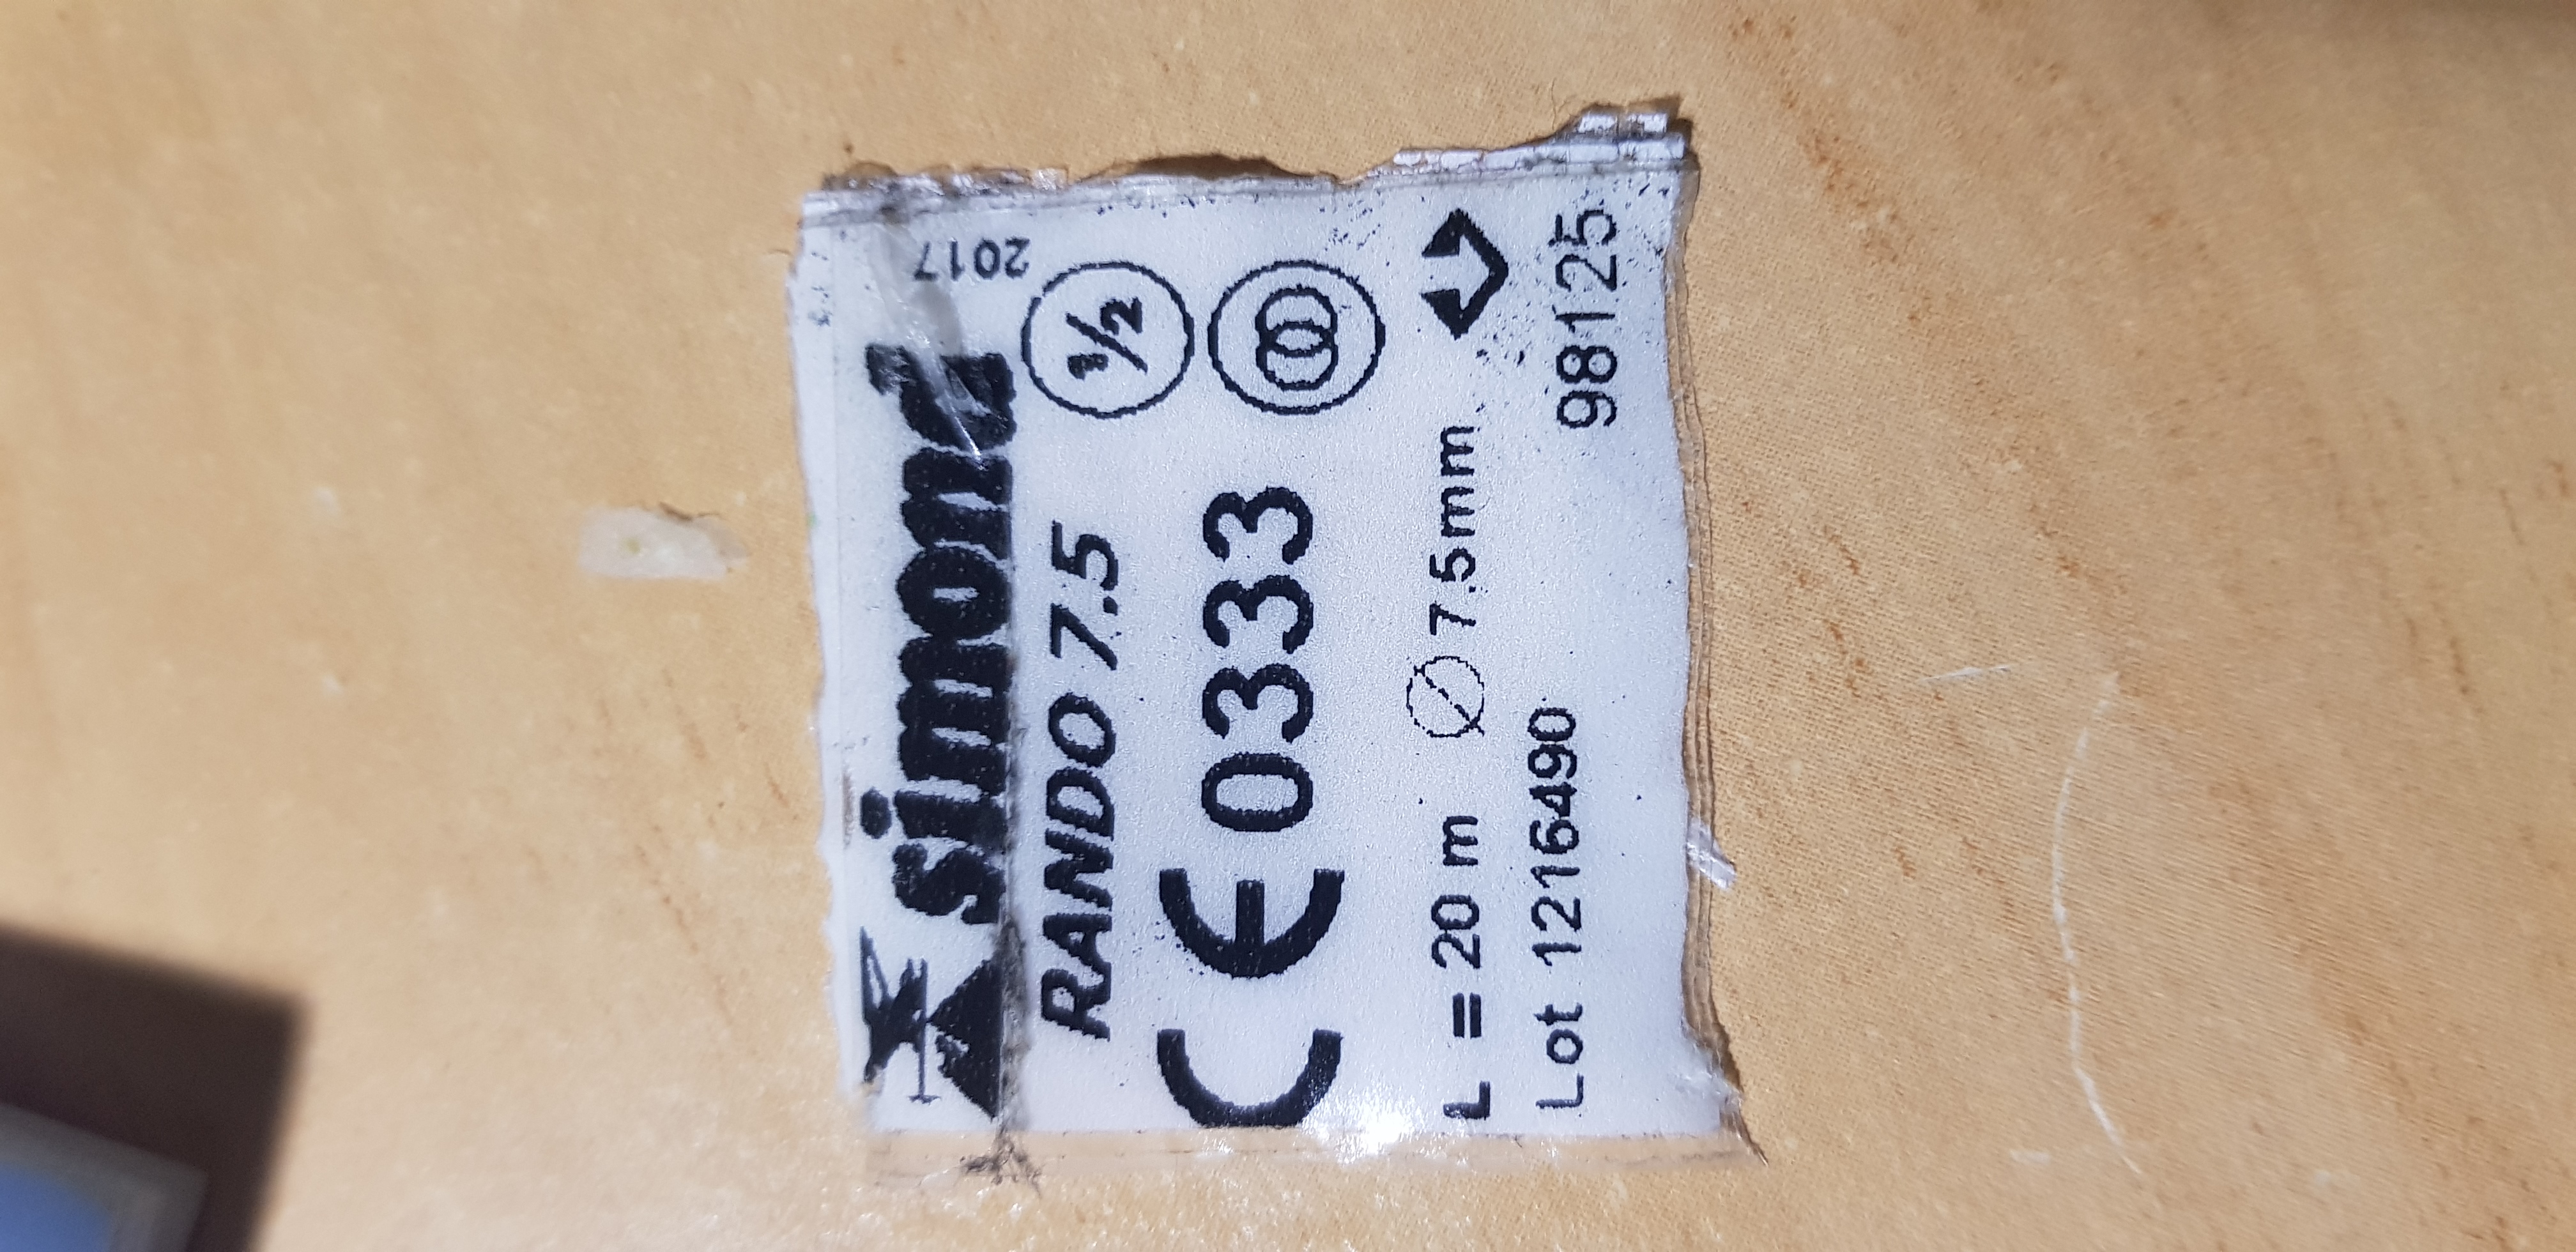 simond
2017
RANDO 7.5
1/2
CE 0333
L = 20 m ∅ 7.5mm
Lot 1216490
98125